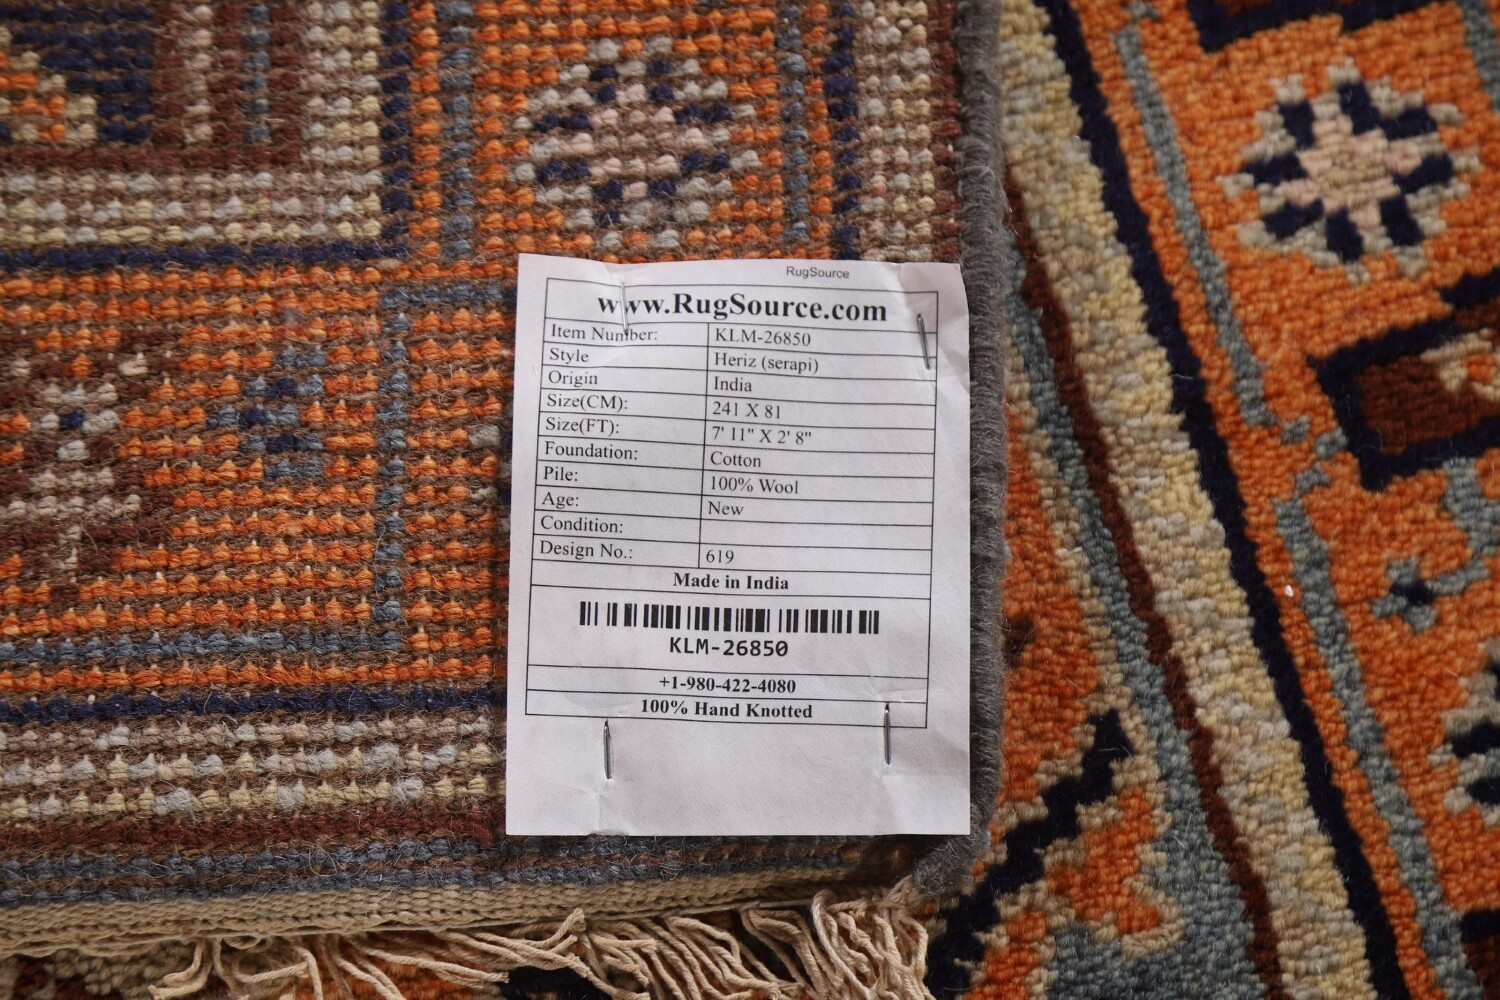 RugSource
www.RugSource.com
Item Number: KLM-26850
Style Heriz (serapi)
Origin India
Size(CM): 241 X 81
Size(FT): 7' 11" X 2' 8"
Foundation: Cotton
Pile: 100% Wool
Age: New
Condition:
Design No.: 619
Made in India
KLM-26850
+1-980-422-4080
100% Hand Knotted